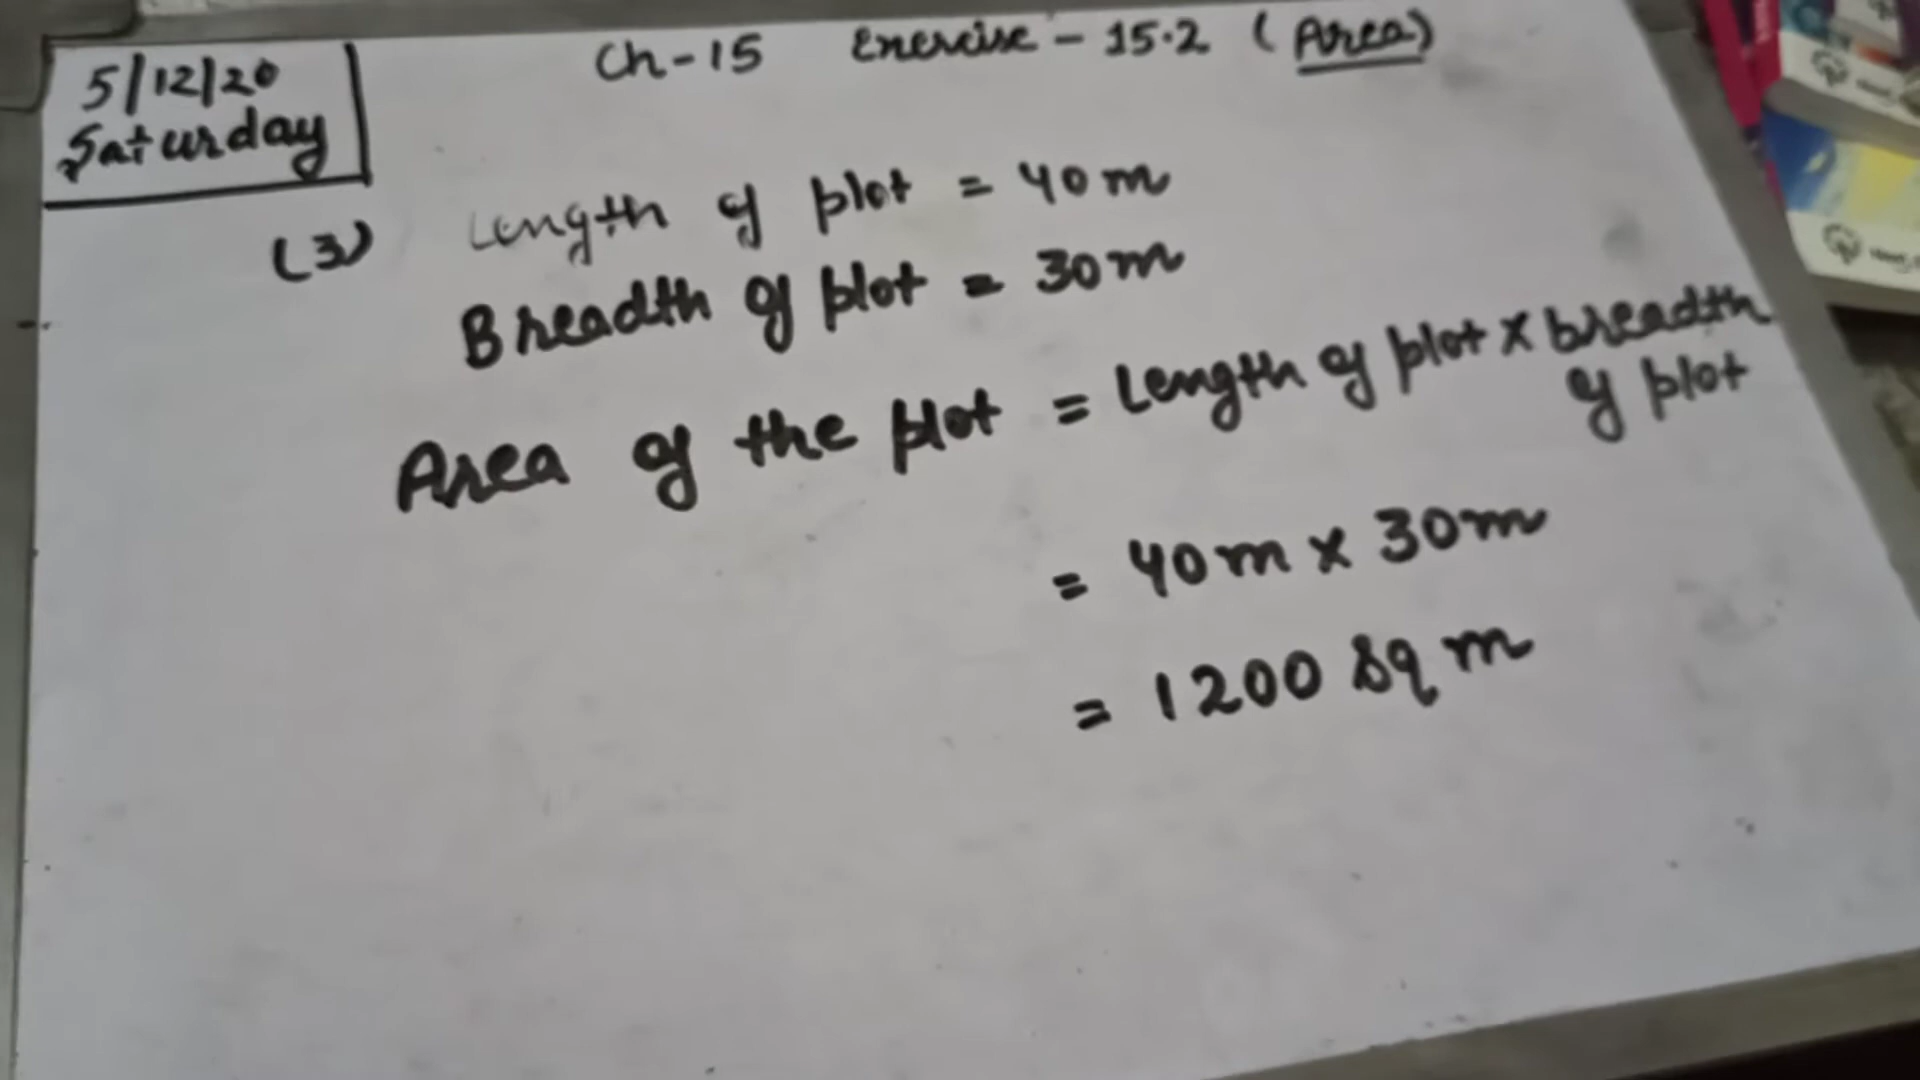 5/12/20
Saturday
Ch-15 Exercise - 15.2 (Area)
(3) Length of plot = 40 m
Breadth of plot = 30 m
Area of the plot = Length of plot x breadth
of plot
= 40 m x 30 m
= 1200 sq m